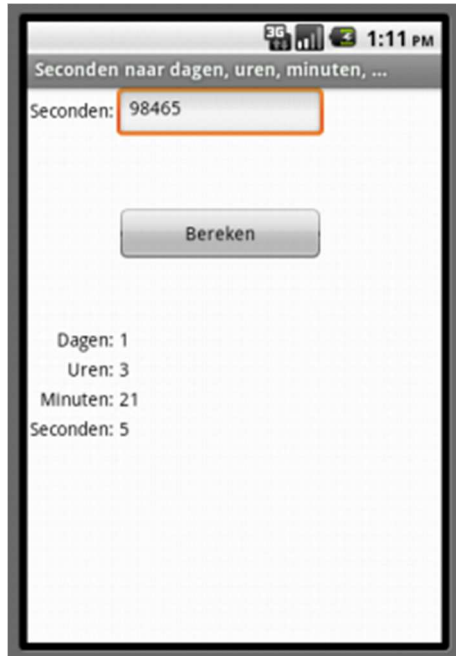 3G 1:11 PM
Seconden naar dagen, uren, minuten, ...
Seconden: 98465
Bereken
Dagen: 1
Uren: 3
Minuten: 21
Seconden: 5